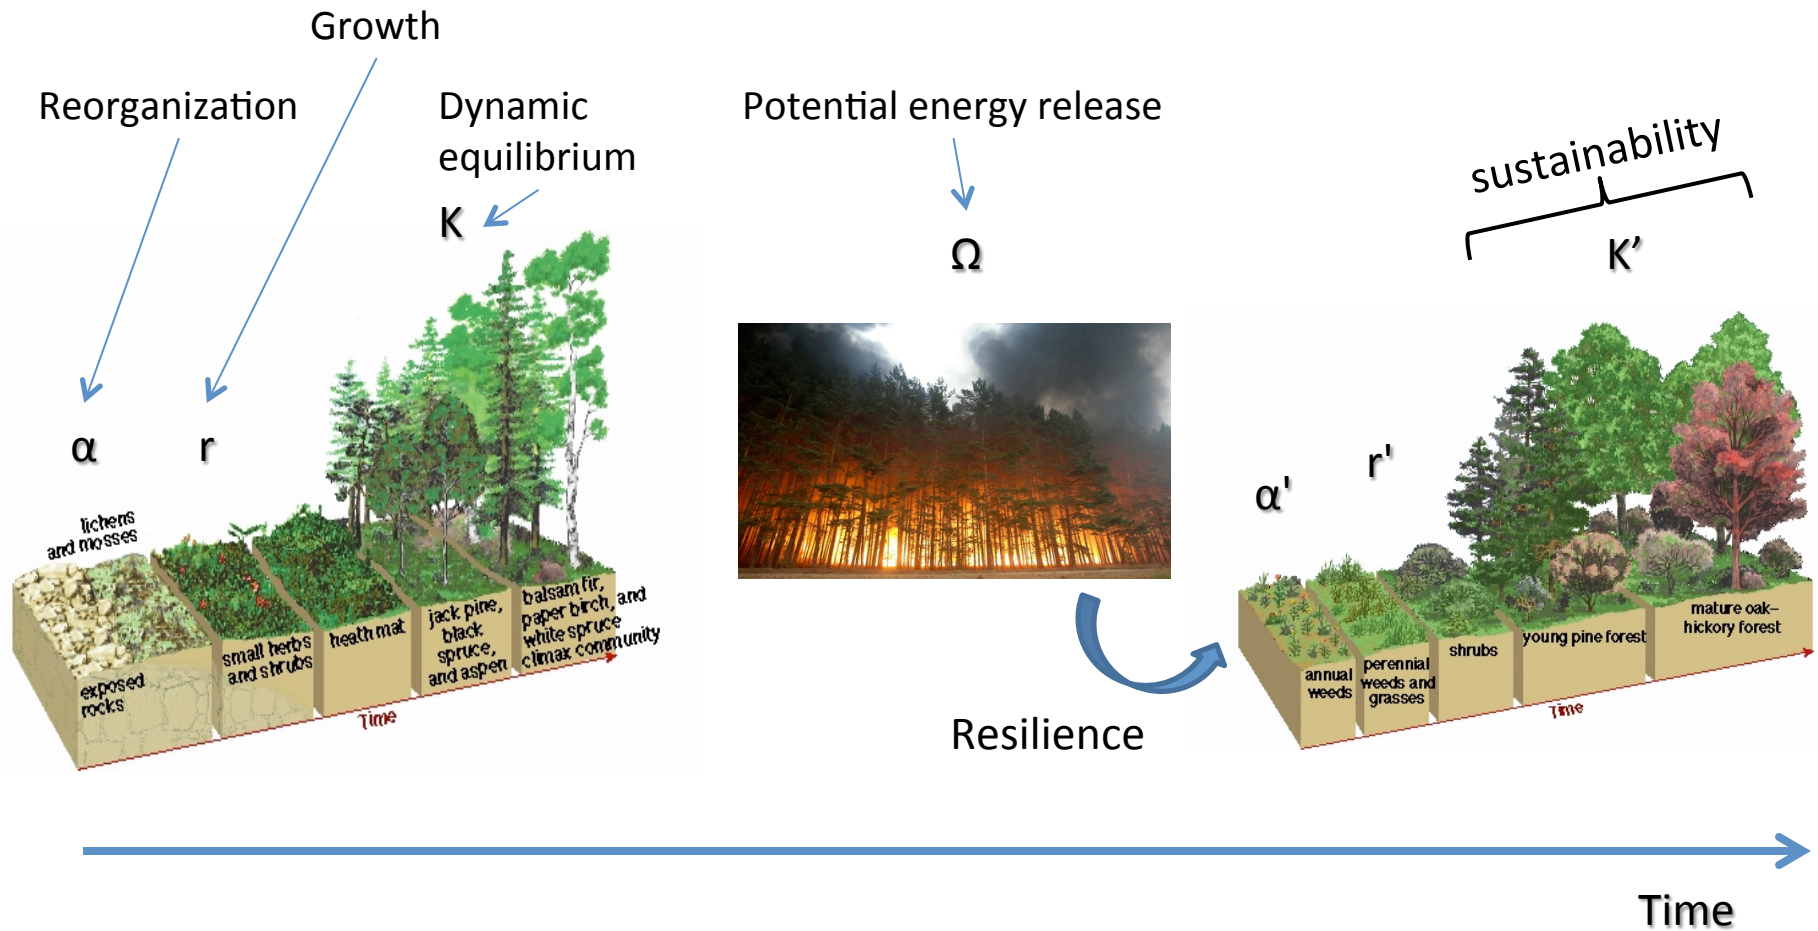 Growth
Reorganization
Dynamic
equilibrium
Potential energy release
sustainability
K
Ω
K’
α
r
α'
r'
lichens
and mosses
exposed
rocks
small herbs
and shrubs
heath mat
jack pine,
black
spruce,
and aspen
balsam fir,
paper birch, and
white spruce
climax community
Time
Resilience
annual
weeds
perennial
weeds and
grasses
shrubs
young pine forest
mature oak–
hickory forest
Time
Time